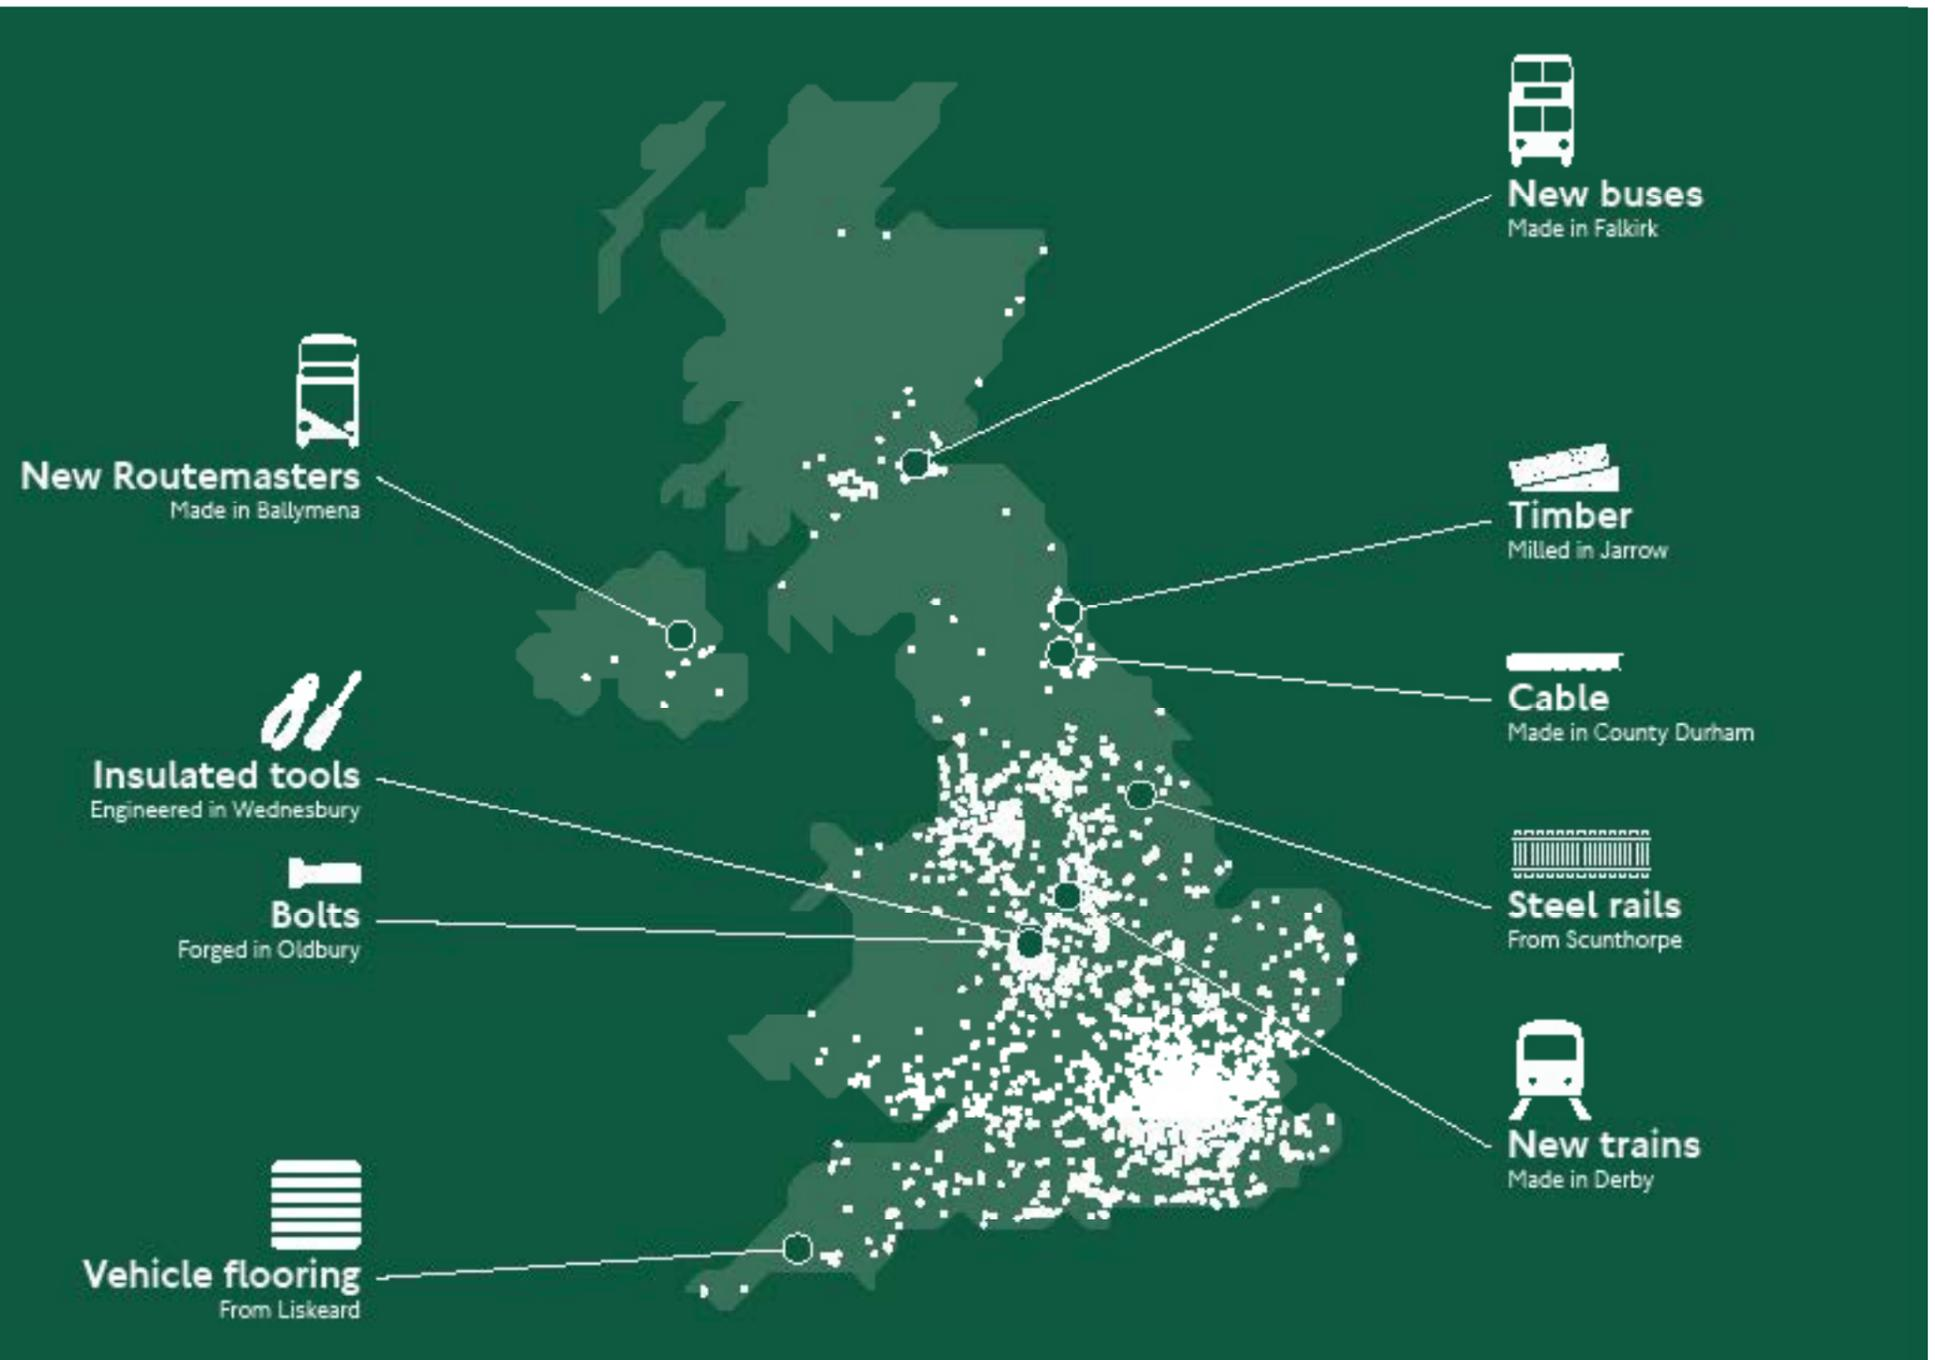 New buses
Made in Falkirk
New Routemasters
Made in Ballymena
Timber
Milled in Jarrow
Cable
Made in County Durham
Insulated tools
Engineered in Wednesbury
Bolts
Forged in Oldbury
Steel rails
From Scunthorpe
New trains
Made in Derby
Vehicle flooring
From Liskeard